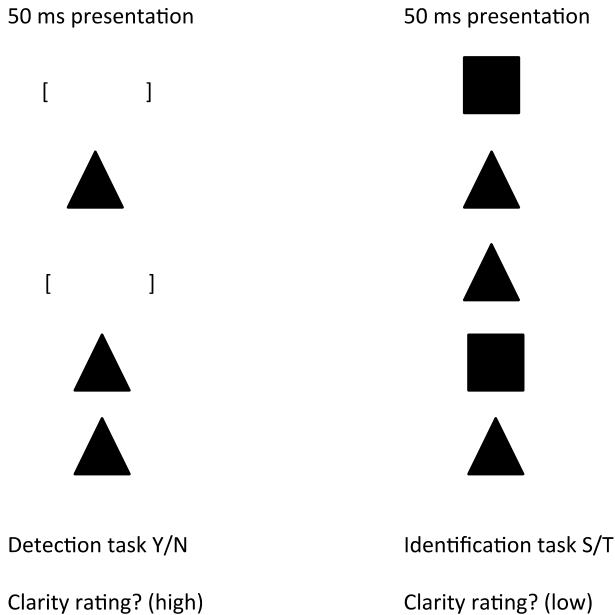 50 ms presentation
50 ms presentation
[ ]
[ ]
Detection task Y/N
Identification task S/T
Clarity rating? (high)
Clarity rating? (low)